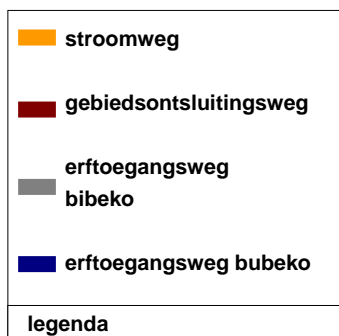 stroomweg
gebiedsontsluitingsweg
erftoegangsweg
bibeko
erftoegangsweg bubeko
legenda